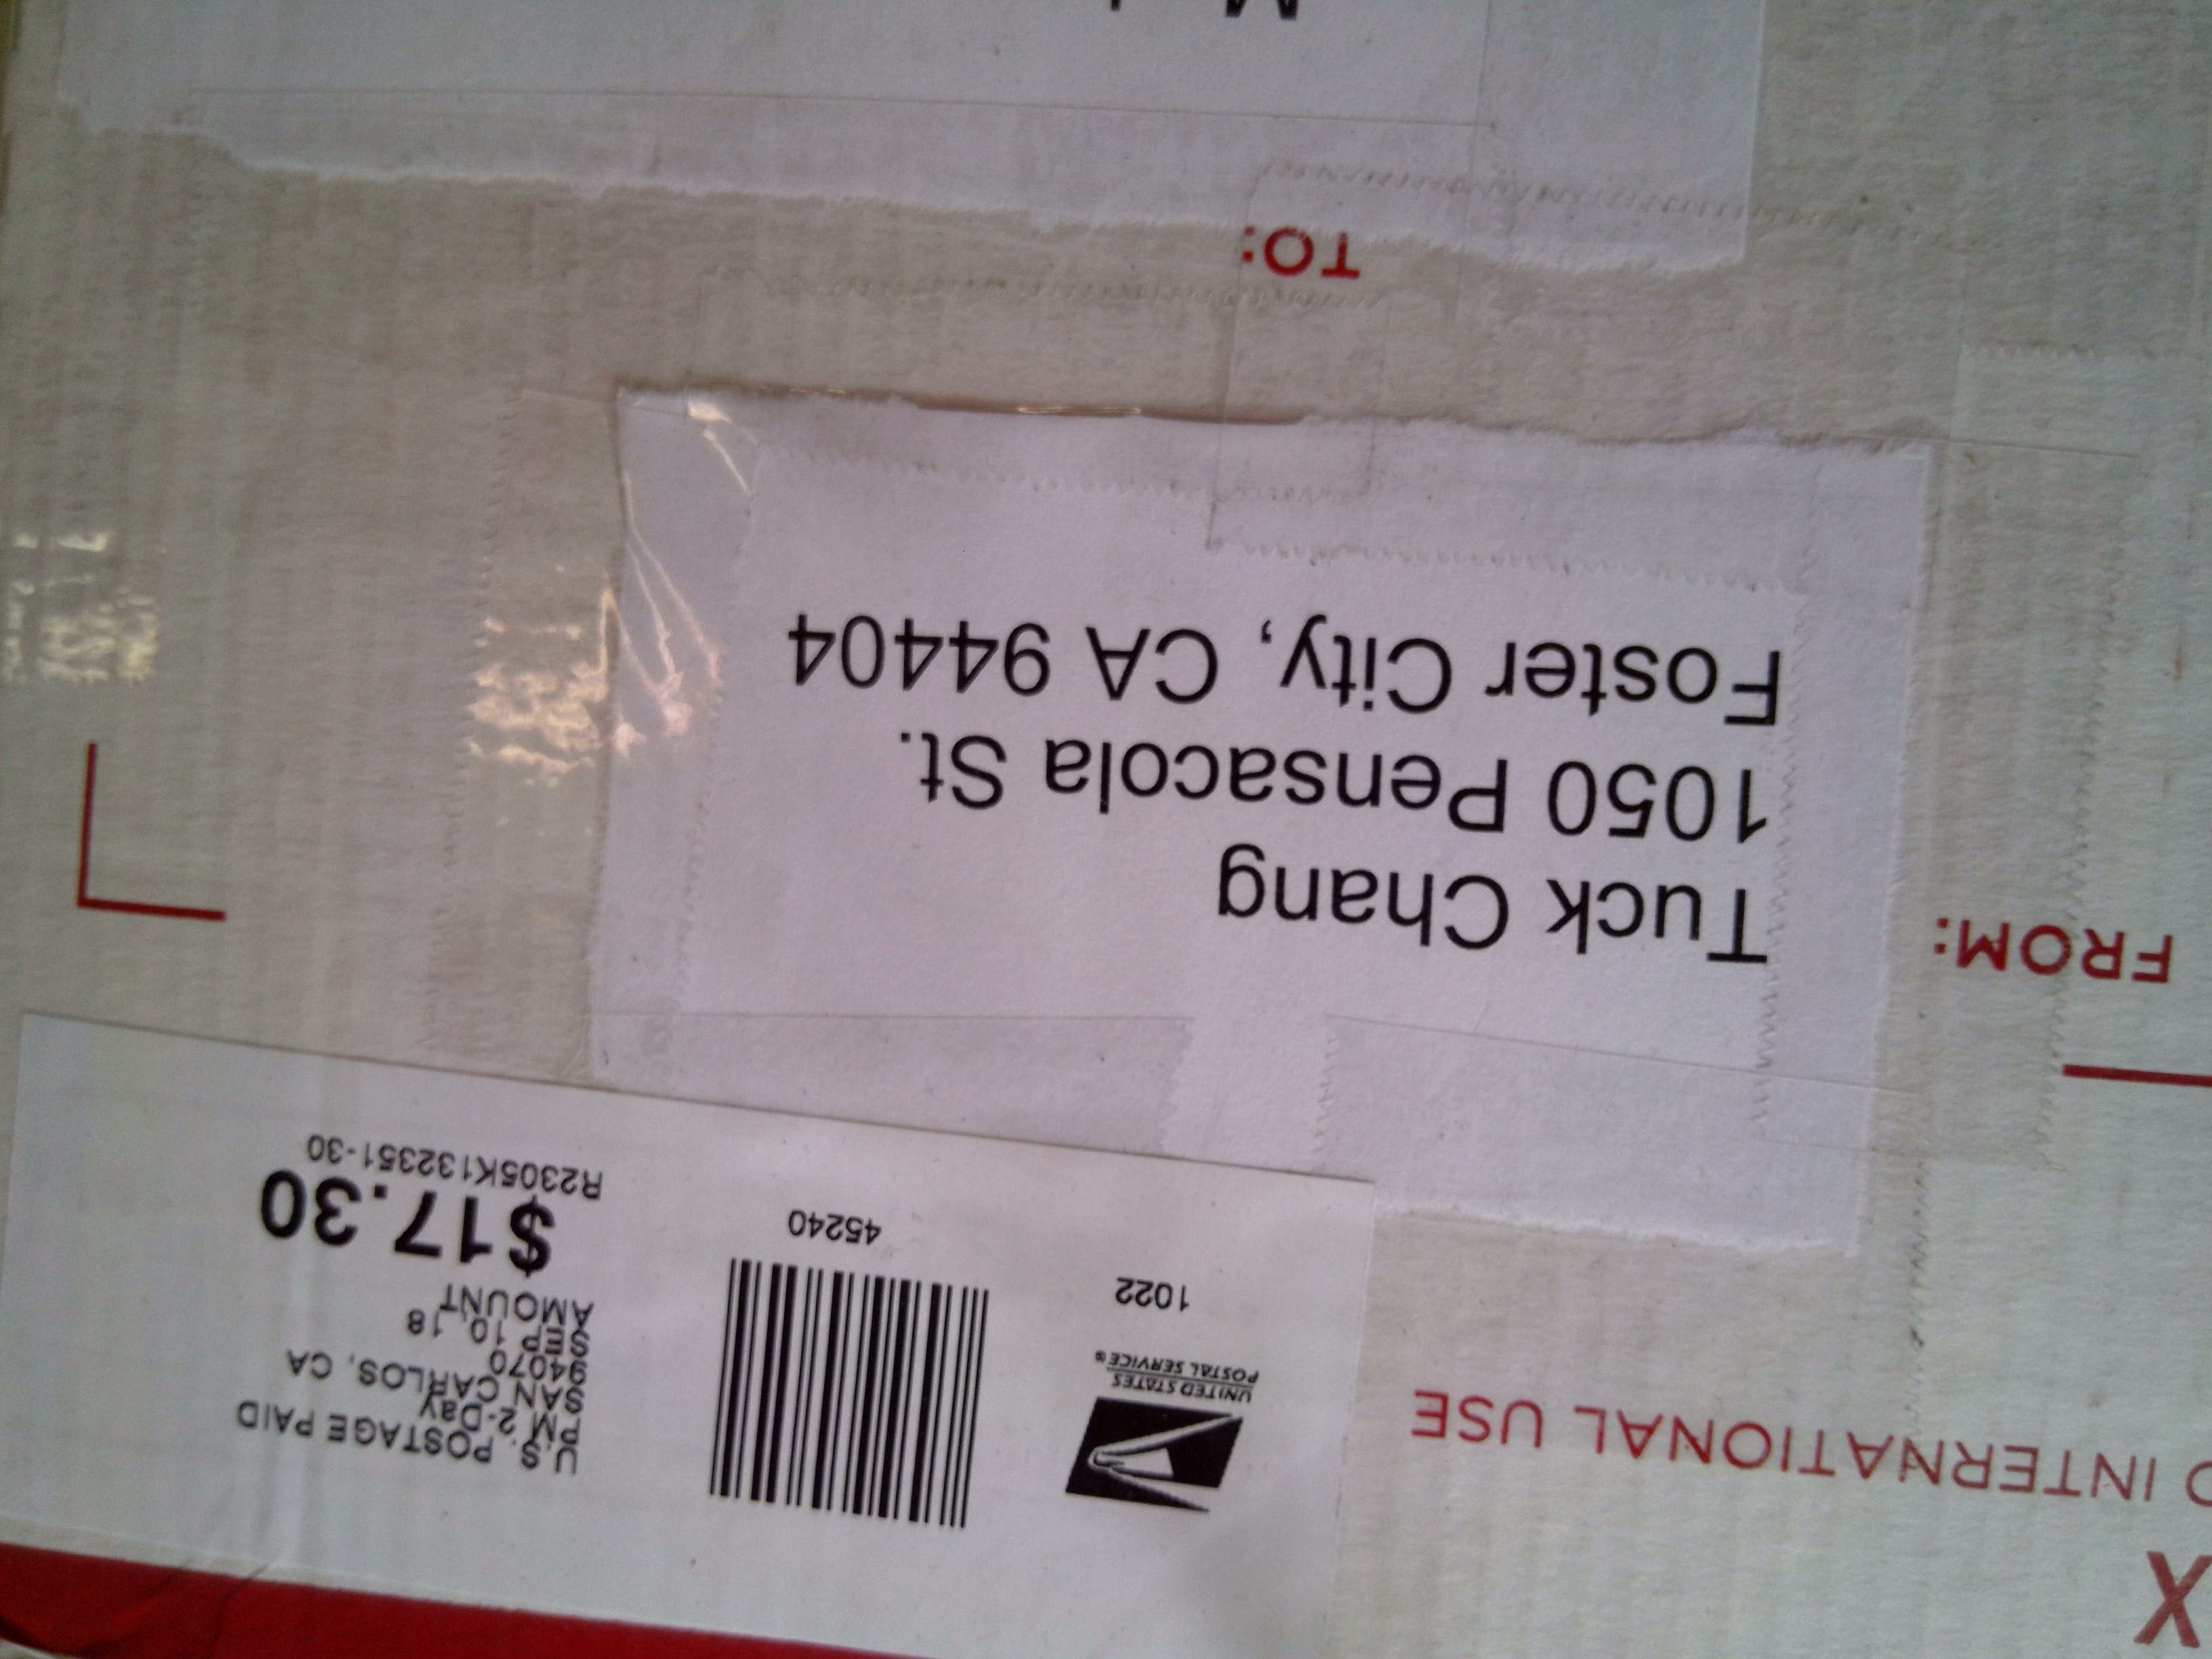 X
INTERNATIONAL USE
UNITED STATES
POSTAL SERVICE®
1022
45240
U.S. POSTAGE PAID
PM 2-Day
SAN CARLOS, CA
94070
SEP 10, 18
AMOUNT
$17.30
R2305K132351-30
FROM:
Tuck Chang
1050 Pensacola St.
Foster City, CA 94404
TO: